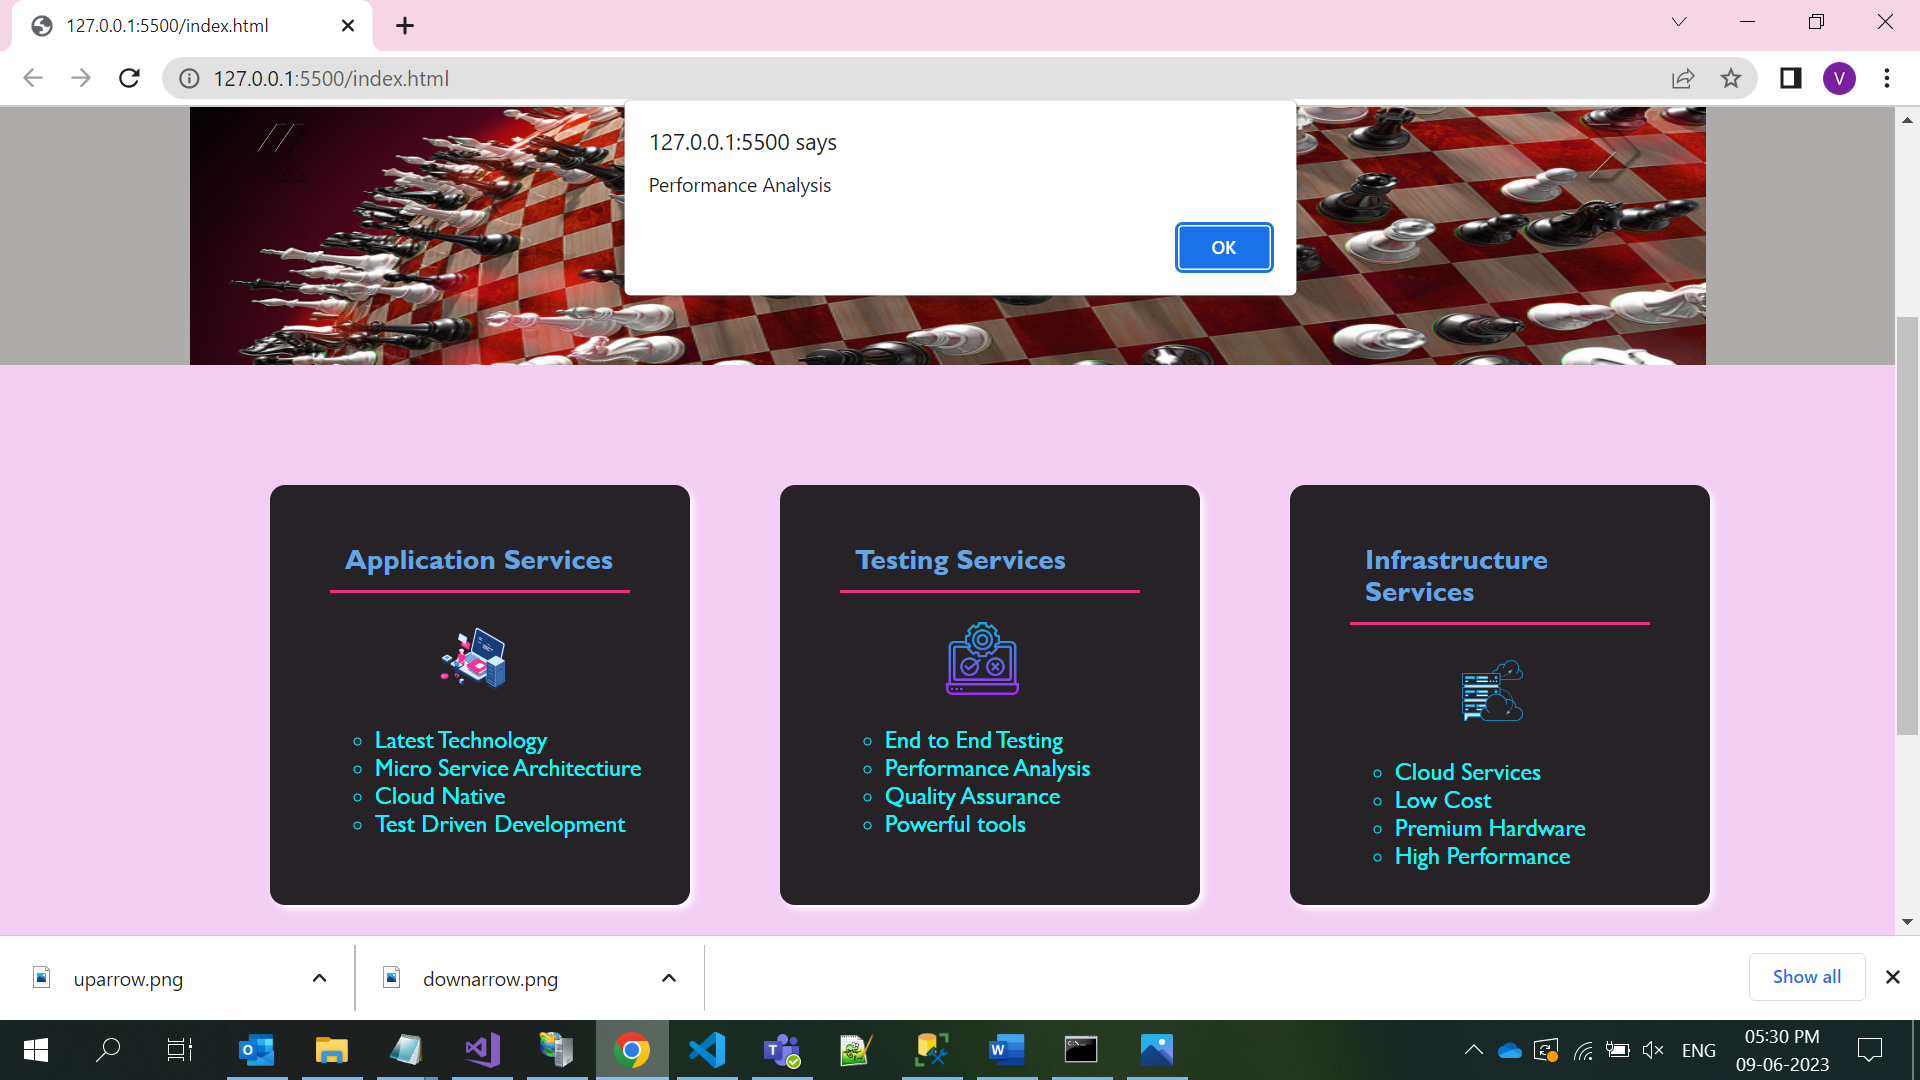 127.0.0.1:5500/index.html
127.0.0.1:5500/index.html
V
127.0.0.1:5500 says
Performance Analysis
OK
Application Services
Latest Technology
Micro Service Architectiure
Cloud Native
Test Driven Development
Testing Services
End to End Testing
Performance Analysis
Quality Assurance
Powerful tools
Infrastructure
Services
Cloud Services
Low Cost
Premium Hardware
High Performance
uparrow.png
downarrow.png
Show all
ENG
05:30 PM
09-06-2023